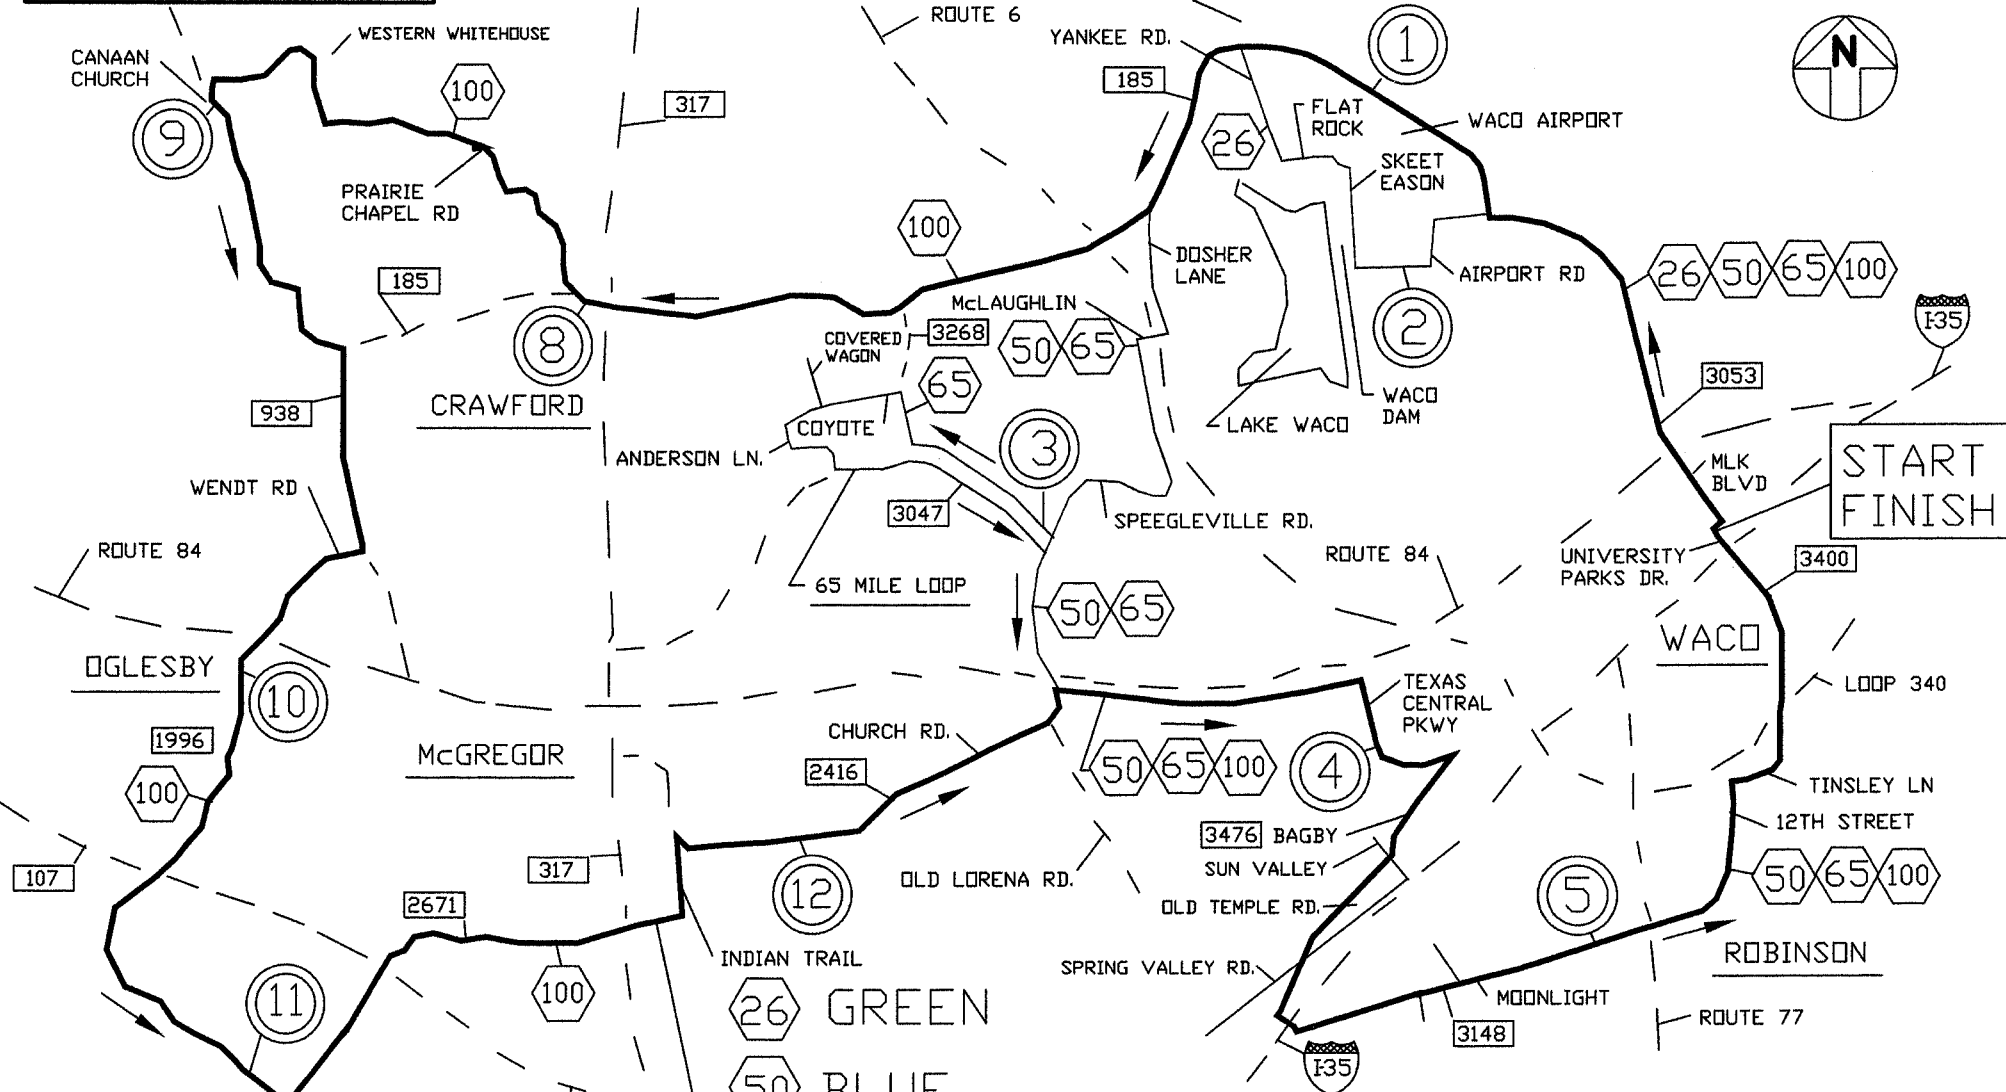 ROUTE 6
YANKEE RD.
1
N
WESTERN WHITEHOUSE
CANAAN
CHURCH
100
317
185
9
26
FLAT
ROCK
WACO AIRPORT
SKEET
EASON
PRAIRIE
CHAPEL RD
100
DOSHER
LANE
AIRPORT RD
26 50 65 100
185
McLAUGHLIN
I-35
8
COVERED
WAGON
3268
50 65
2
65
3053
938
CRAWFORD
COYOTE
WACO
DAM
LAKE WACO
3
ANDERSON LN.
START
FINISH
MLK
BLVD
WENDT RD
3047
SPEEGLEVILLE RD.
ROUTE 84
ROUTE 84
UNIVERSITY
PARKS DR.
3400
65 MILE LOOP
50 65
WACO
OGLESBY
10
TEXAS
CENTRAL
PKWY
LOOP 340
1996
CHURCH RD.
McGREGOR
2416
50 65 100
4
100
TINSLEY LN
3476 BAGBY
12TH STREET
SUN VALLEY
107
317
12
OLD LORENA RD.
50 65 100
5
2671
OLD TEMPLE RD.
INDIAN TRAIL
SPRING VALLEY RD.
ROBINSON
11
100
MOONLIGHT
26 GREEN
3148
ROUTE 77
I-35
50 BLUE